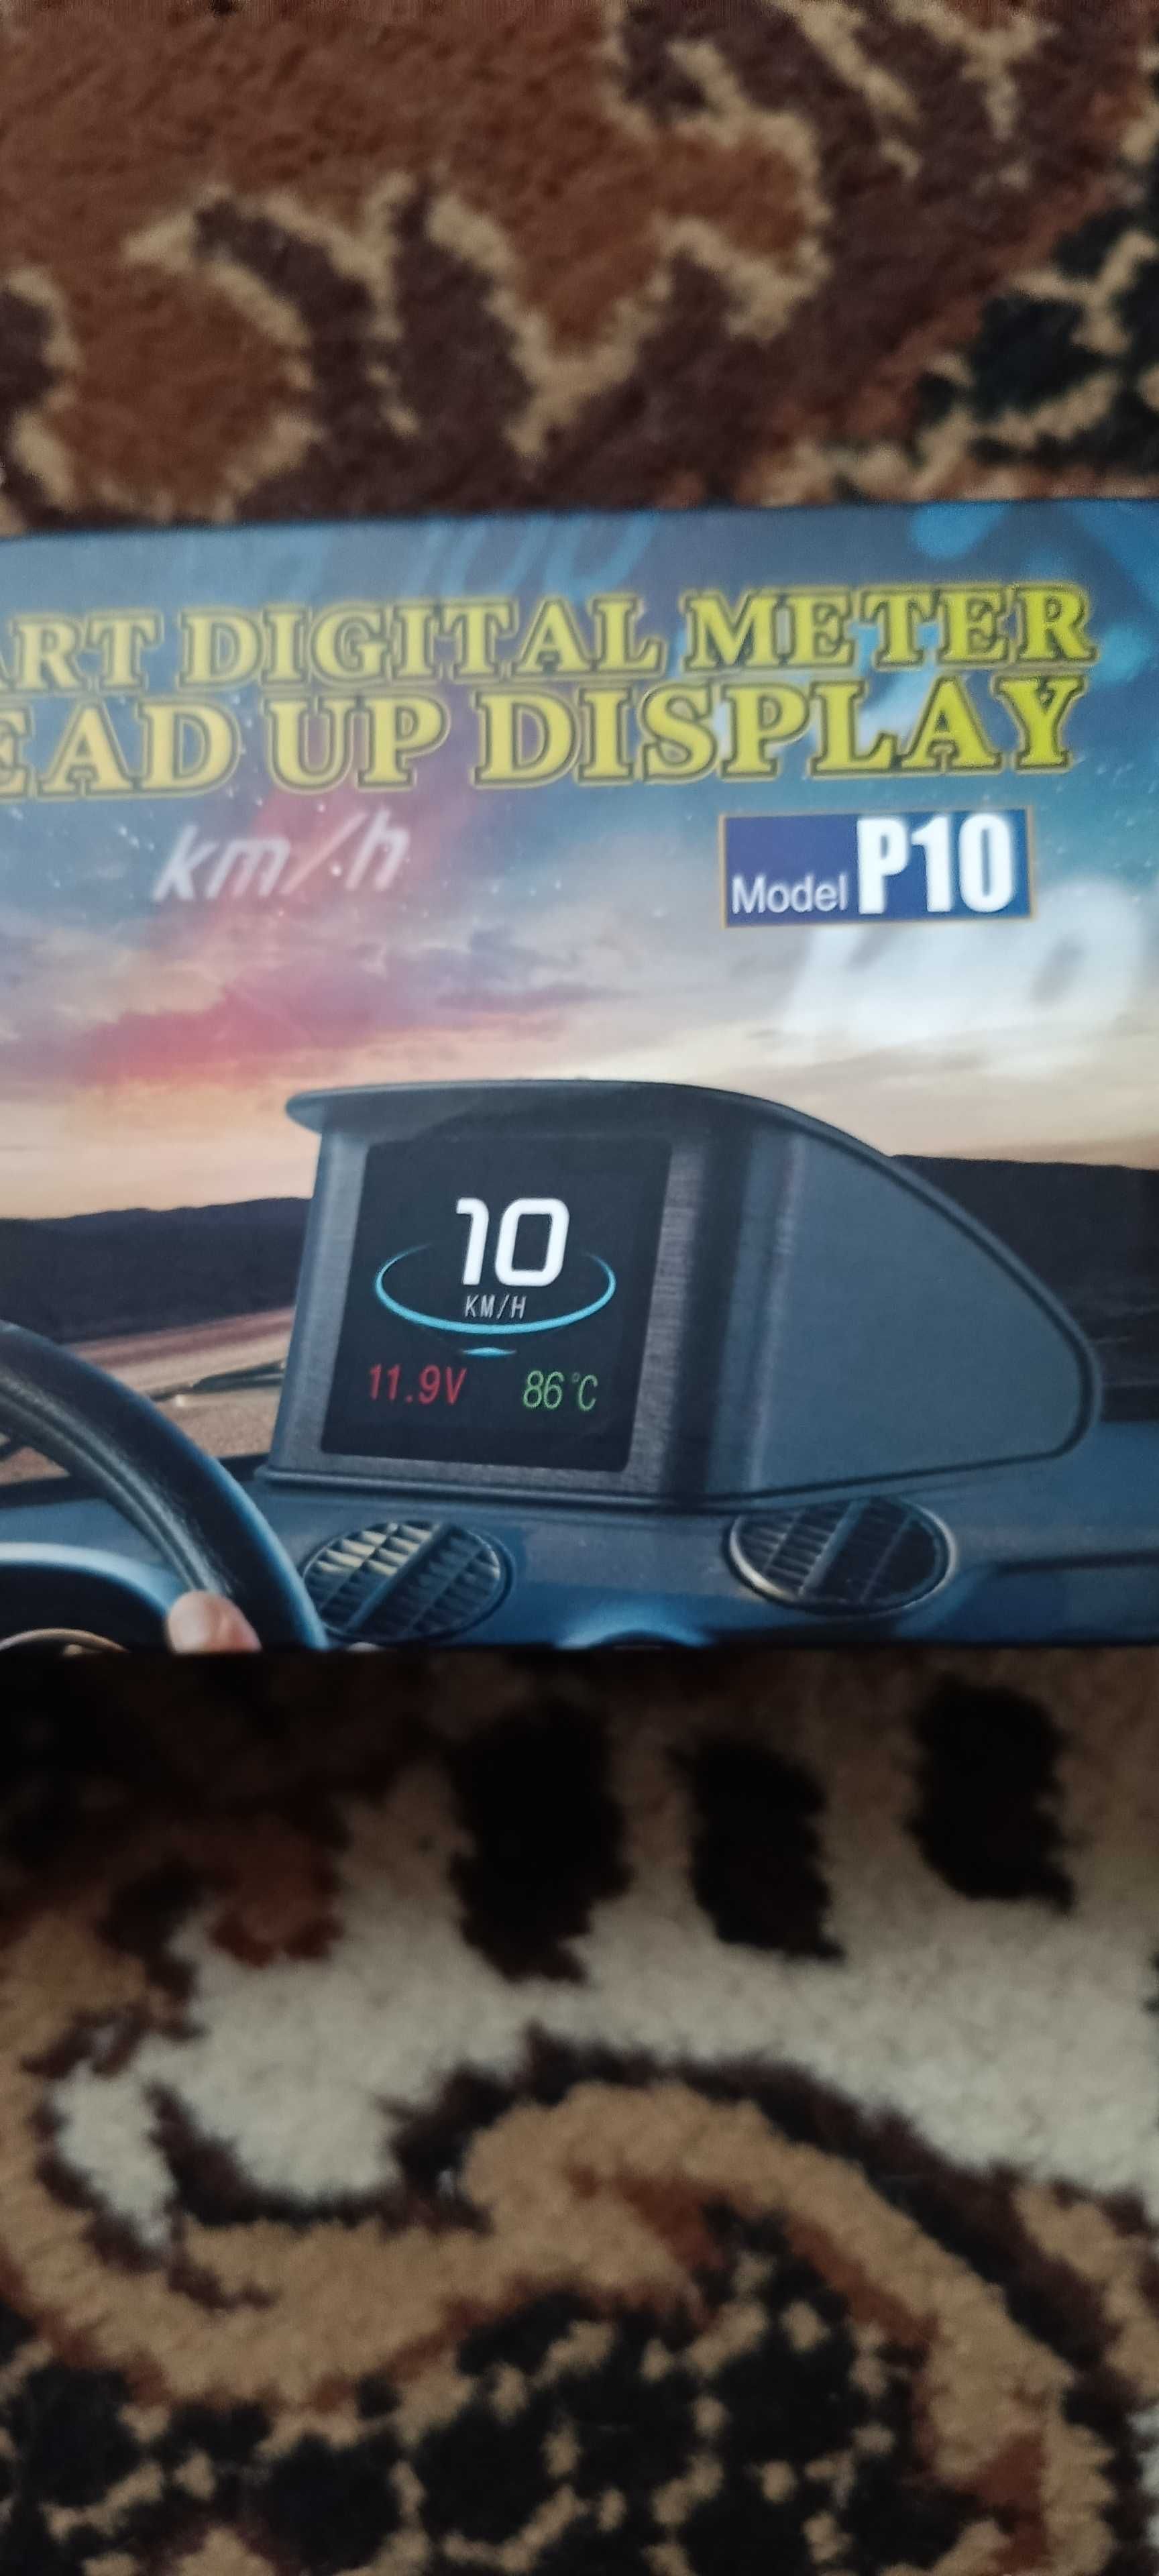 ART DIGITAL METER
EAD UP DISPLAY
km/h
Model P10
10
KM/H
11.9V 86°C